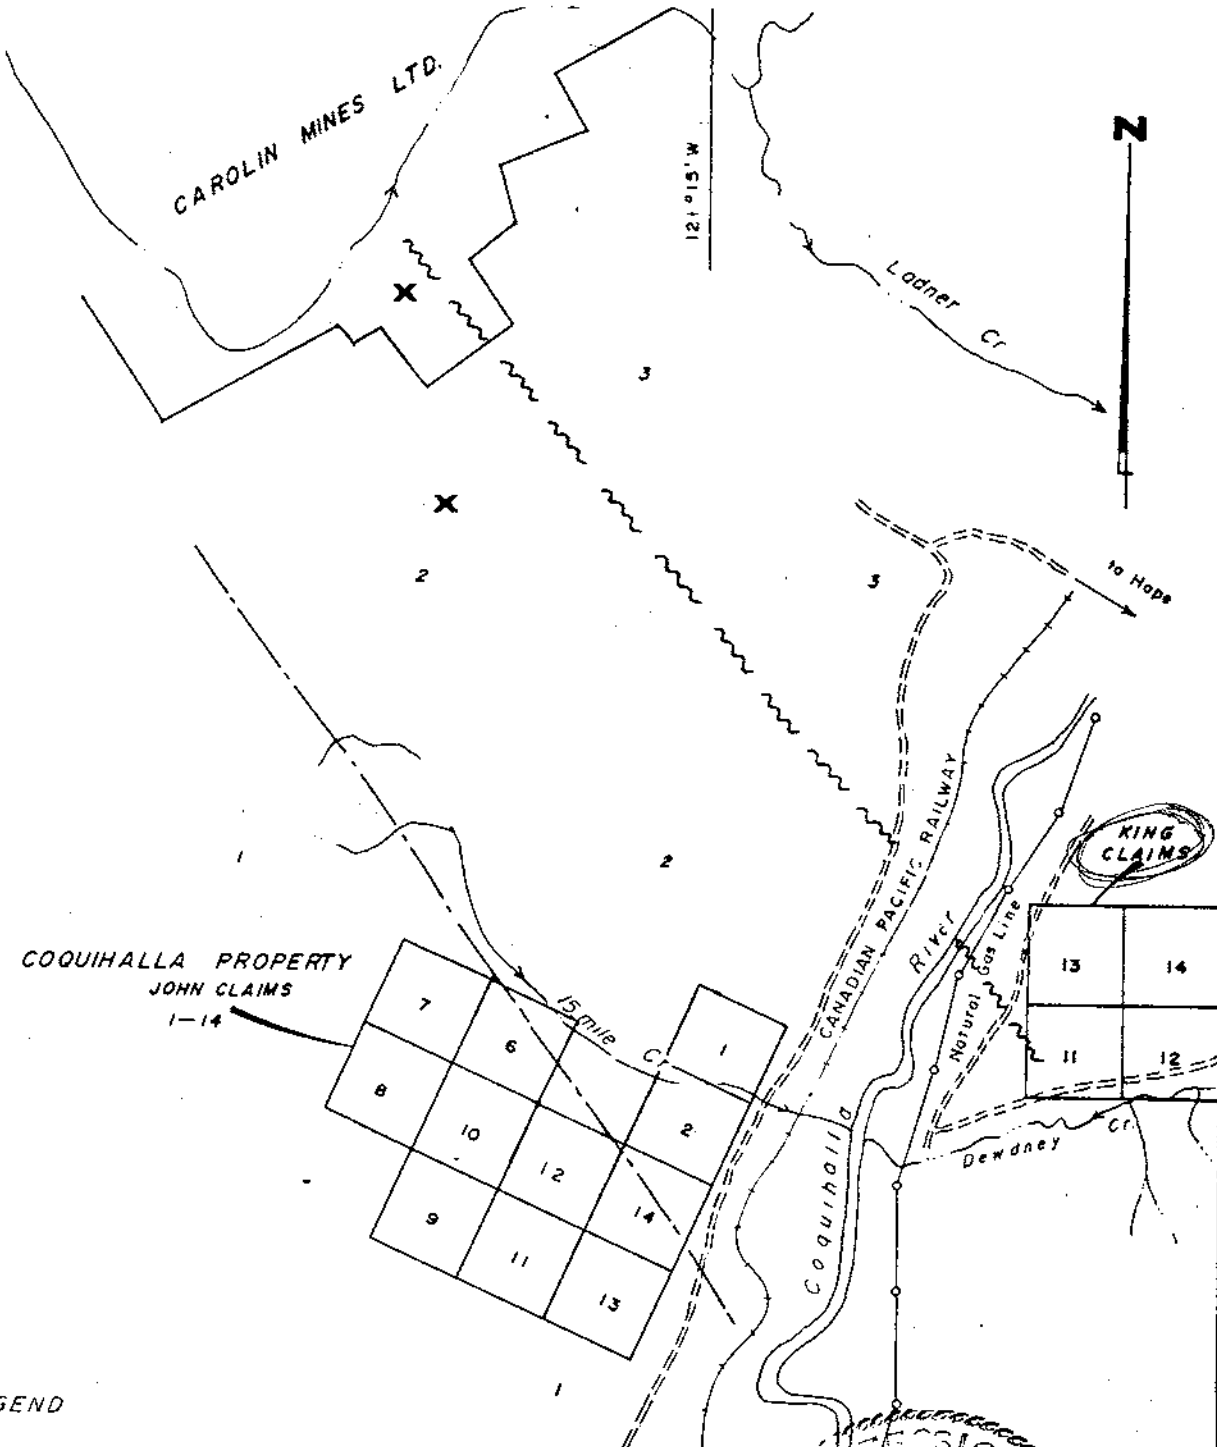 CAROLIN MINES LTD.
121°15' W
N
Ladner Cr
3
X
X
2
3
to Hope
1
2
CANADIAN PACIFIC RAILWAY
River
Natural Gas Line
KING
CLAIMS
13
14
11
12
COQUIHALLA PROPERTY
JOHN CLAIMS
1-14
7
6
15 mile Cr
1
8
10
12
2
9
11
14
13
Coquihalla
Dewdney Cr.
1
GEND